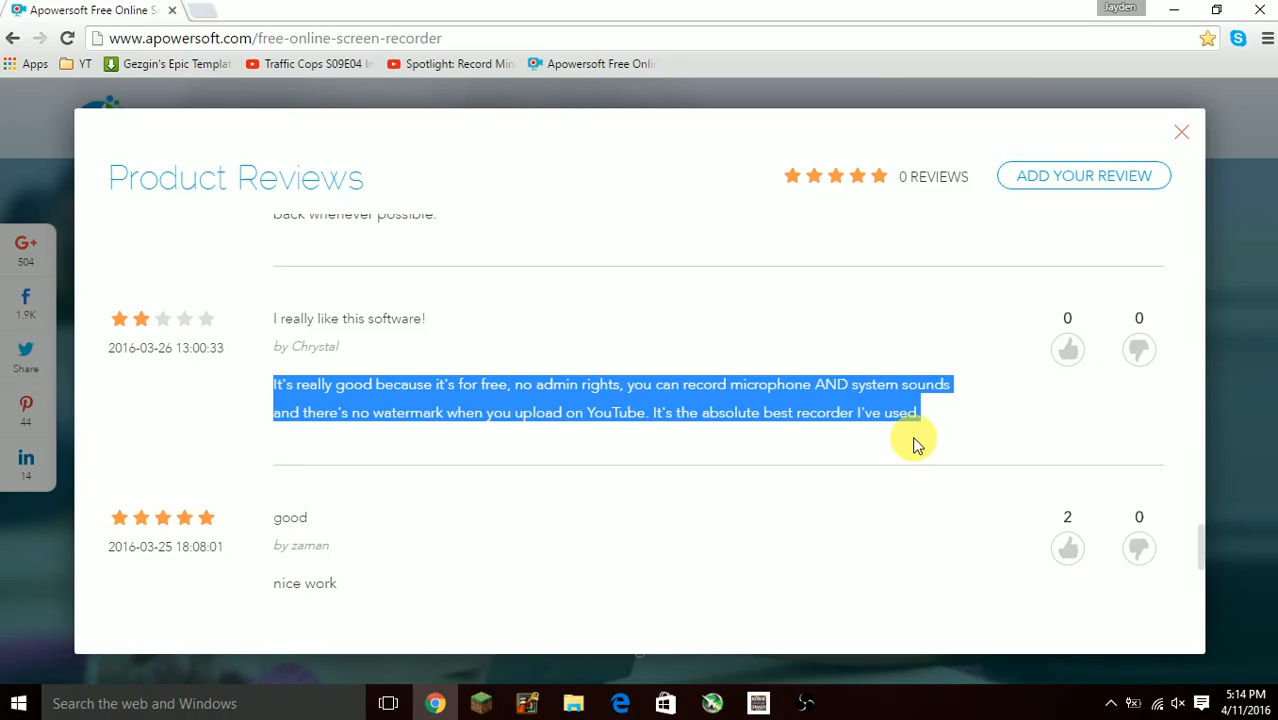 Apowersoft Free Online S
Jayden
www.apowersoft.com/free-online-screen-recorder
Apps
YT
Gezgin's Epic Templat
Traffic Cops S09E04 In
Spotlight: Record Min
Apowersoft Free Onli
Product Reviews
0 REVIEWS
ADD YOUR REVIEW
back whenever possible.
G+
504
f
1.9K
Share
44
in
14
I really like this software!
0
0
2016-03-26 13:00:33
by Chrystal
It's really good because it's for free, no admin rights, you can record microphone AND system sounds
and there's no watermark when you upload on YouTube. It's the absolute best recorder I've used.
good
2
0
2016-03-25 18:08:01
by zaman
nice work
Search the web and Windows
5:14 PM
4/11/2016